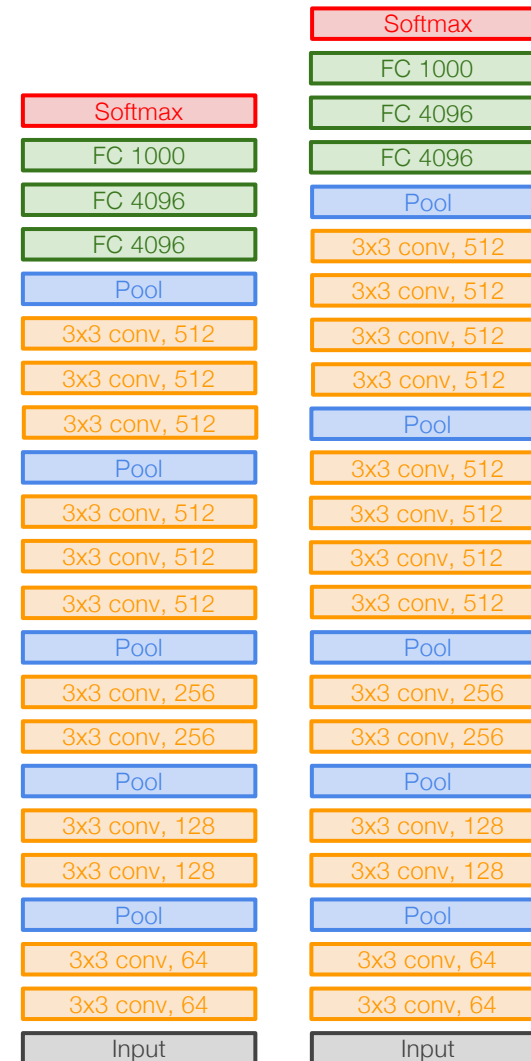 Softmax
FC 1000
FC 4096
FC 4096
Pool
3x3 conv, 512
3x3 conv, 512
3x3 conv, 512
Pool
3x3 conv, 512
3x3 conv, 512
3x3 conv, 512
Pool
3x3 conv, 256
3x3 conv, 256
Pool
3x3 conv, 128
3x3 conv, 128
Pool
3x3 conv, 64
3x3 conv, 64
Input
Softmax
FC 1000
FC 4096
FC 4096
Pool
3x3 conv, 512
3x3 conv, 512
3x3 conv, 512
3x3 conv, 512
Pool
3x3 conv, 512
3x3 conv, 512
3x3 conv, 512
3x3 conv, 512
Pool
3x3 conv, 256
3x3 conv, 256
Pool
3x3 conv, 128
3x3 conv, 128
Pool
3x3 conv, 64
3x3 conv, 64
Input